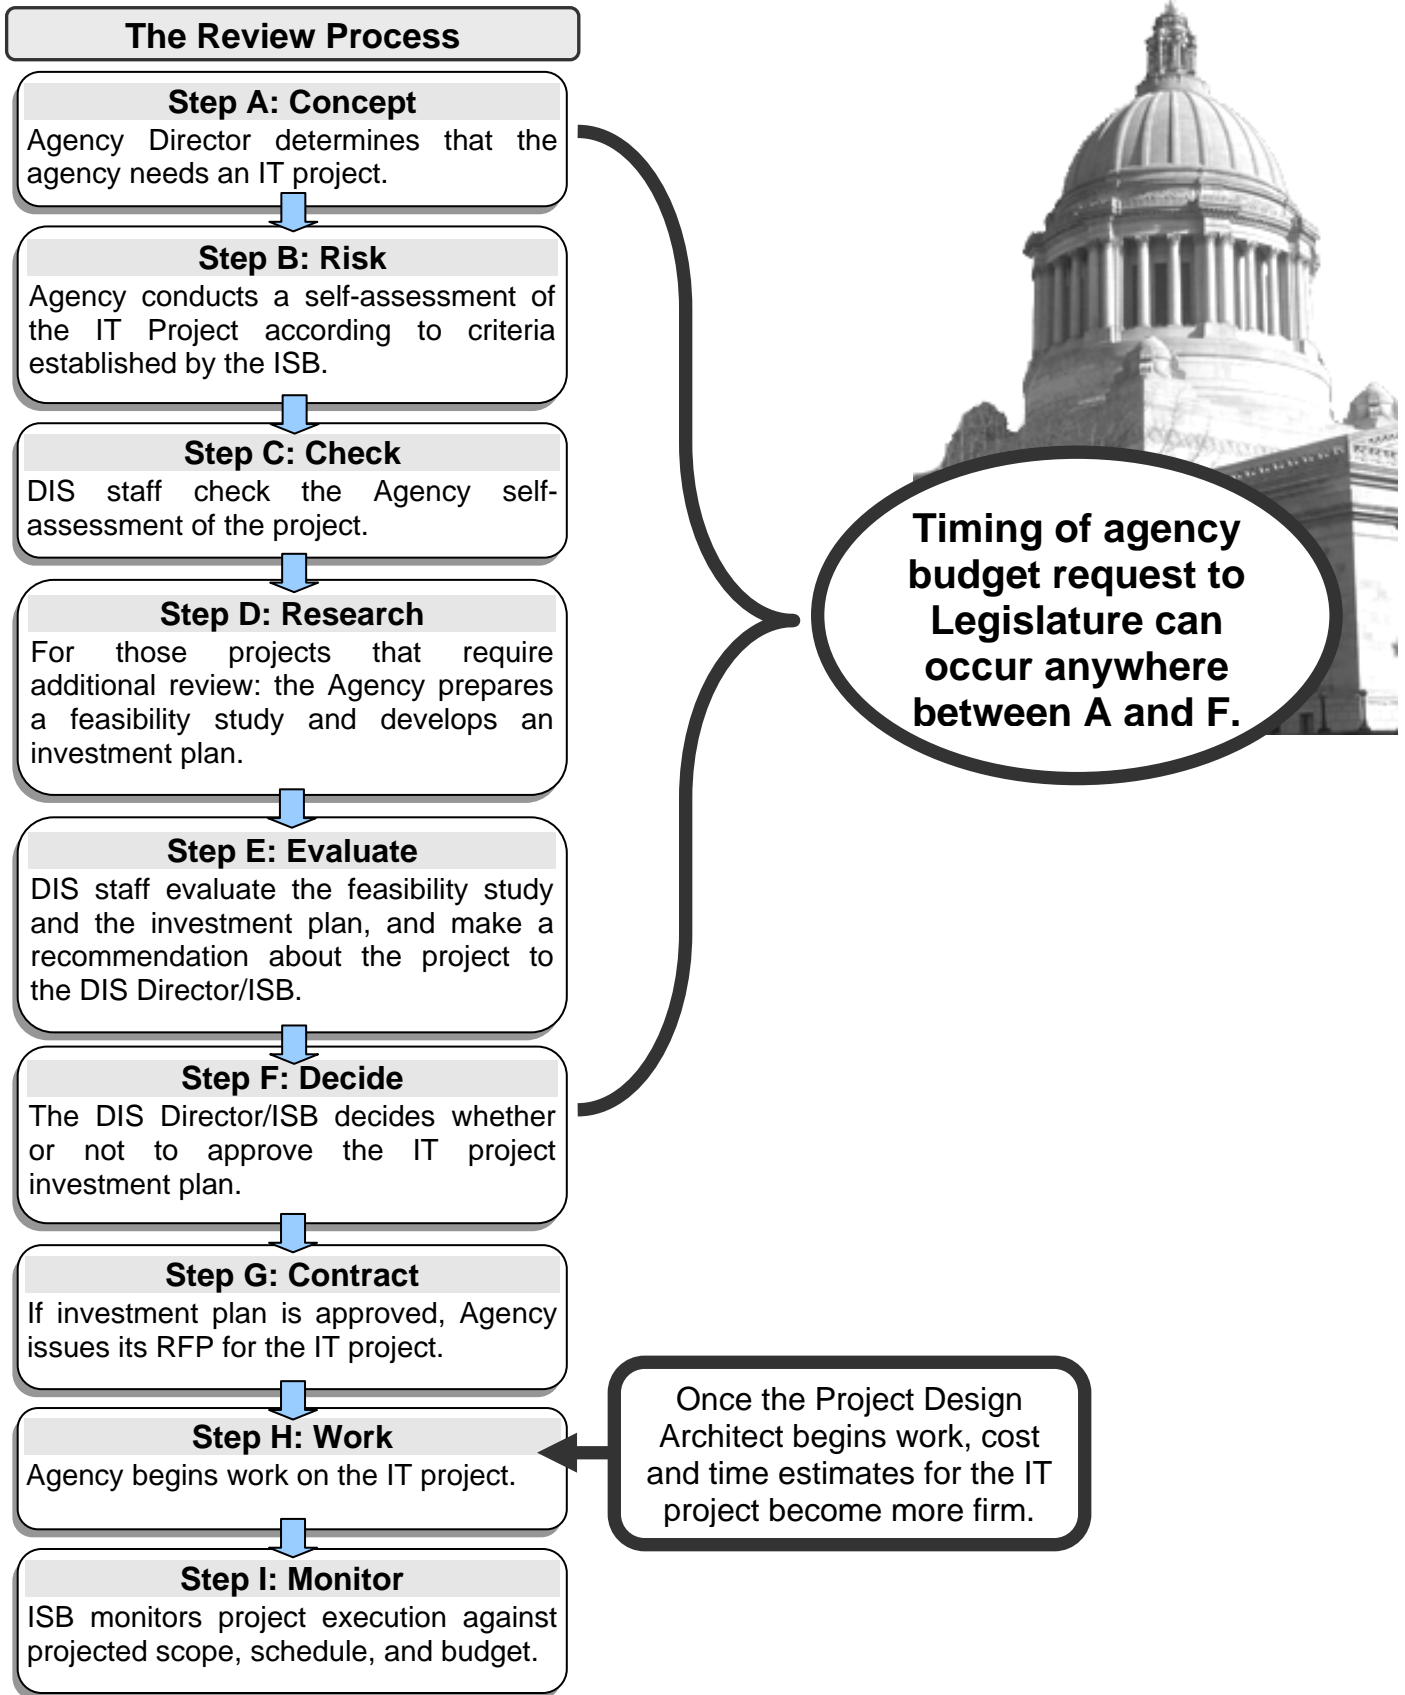 The Review Process
Step A: Concept
Agency Director determines that the
agency needs an IT project.
Step B: Risk
Agency conducts a self-assessment of
the IT Project according to criteria
established by the ISB.
Step C: Check
DIS staff check the Agency self-
assessment of the project.
Step D: Research
For those projects that require
additional review: the Agency prepares
a feasibility study and develops an
investment plan.
Step E: Evaluate
DIS staff evaluate the feasibility study
and the investment plan, and make a
recommendation about the project to
the DIS Director/ISB.
Step F: Decide
The DIS Director/ISB decides whether
or not to approve the IT project
investment plan.
Step G: Contract
If investment plan is approved, Agency
issues its RFP for the IT project.
Step H: Work
Agency begins work on the IT project.
Step I: Monitor
ISB monitors project execution against
projected scope, schedule, and budget.
Timing of agency
budget request to
Legislature can
occur anywhere
between A and F.
Once the Project Design
Architect begins work, cost
and time estimates for the IT
project become more firm.